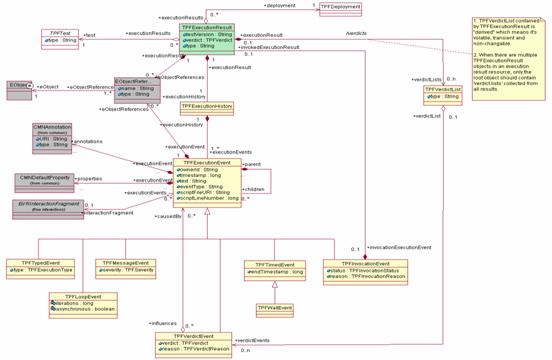 +deployment
TPFDeployment
+executionResults
0..*
1
TPFTest
type : String
+test
+executionResults
1
0..*
TPFExecutionResult
testVersion : String
verdict : TPFVerdict
type : String
+executionResult
1
+invokedExecutionResult
0..1
+executionResult
1
/verdicts
1. TPFVerdictList contained
by TPFExecutionResult is
"derived" which means it's
volatile, transient and
non-changable.
2. When there are multiple
TPFExecutionResult
objects in an execution
result resource, only the
root object should contain
'verdict lists' collected from
all results.
+verdictLists
0..n
TPFVerdictList
type : String
+verdictList
0..1
EObject
+eObject
1
+eObjectReference
EObjectRefer...
name : String
type : String
+eObjectReferences
0..*
+executionHistory
TPFExecutionHistory
+executionHistory
1
+eObjectReferences
CMNAnnotation
(from common)
URI : String
type : String
+annotations
+executionEvent
+executionEvents
0..*
CMNDefaultProperty
(from common)
+properties
+executionEvent
BVRInteractionFragment
(from interactions)
0..1
+interactionFragment
+executionEvents
0..*
TPFExecutionEvent
ownerId : String
timestamp : long
text : String
eventType : String
scriptFileURI : String
scriptLineNumber : long
+parent
+children
0..*
+causedBy
0..*
+invocationExecutionEvent
0..1
TPFTypedEvent
type : TPFExecutionType
TPFMessageEvent
severity : TPFSeverity
TPFTimedEvent
endTimestamp : long
TPFInvocationEvent
status : TPFInvocationStatus
reason : TPFInvocationReason
TPFLoopEvent
iterations : long
asynchronous : boolean
TPFWaitEvent
+influences
0..*
TPFVerdictEvent
verdict : TPFVerdict
reason : TPFVerdictReason
+verdictEvents
0..n